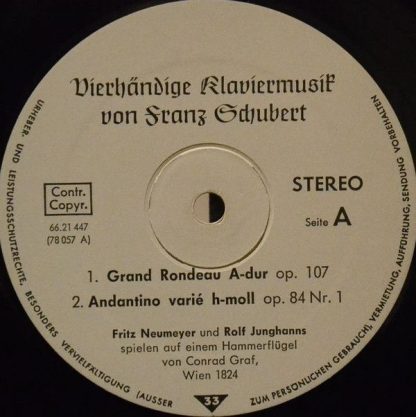 Vierhändige Klaviermusik
von Franz Schubert
Contr.
Copyr.
66.21 447
(78 057 A)
STEREO
Seite A
1. Grand Rondeau A-dur op. 107
2. Andantino varié h-moll op. 84 Nr. 1
Fritz Neumeyer und Rolf Junghanns
spielen auf einem Hammerflügel
von Conrad Graf,
Wien 1824
33
URHEBER- UND LEISTUNGSSCHUTZRECHTE, BESONDERS VERVIELFÄLTIGUNG (AUSSER ZUM PERSÖNLICHEN GEBRAUCH), VERMIETUNG, AUFFÜHRUNG, SENDUNG VORBEHALTEN